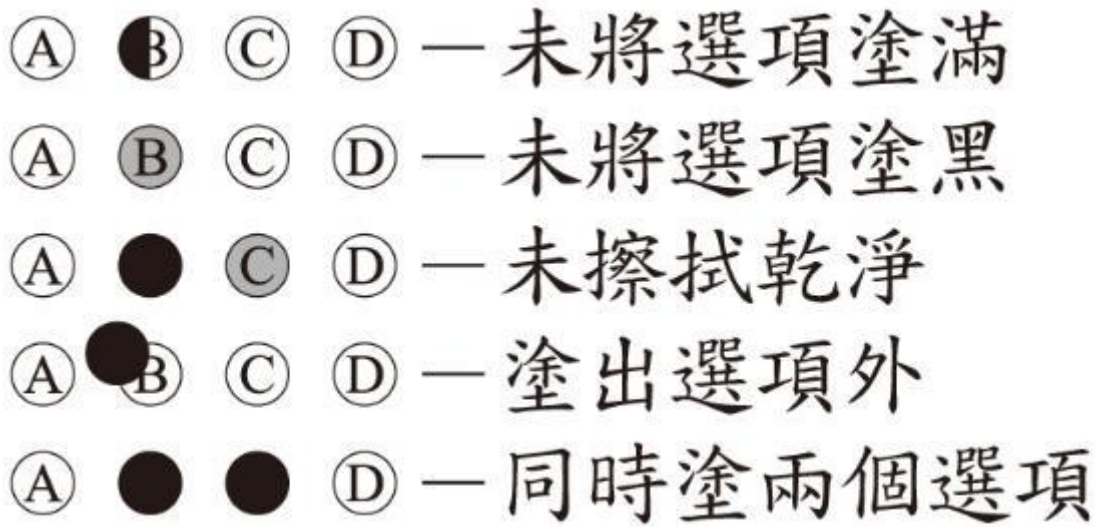 A B C D — 未將選項塗滿
A B C D — 未將選項塗黑
A C D — 未擦拭乾淨
A B C D — 塗出選項外
A D — 同時塗兩個選項